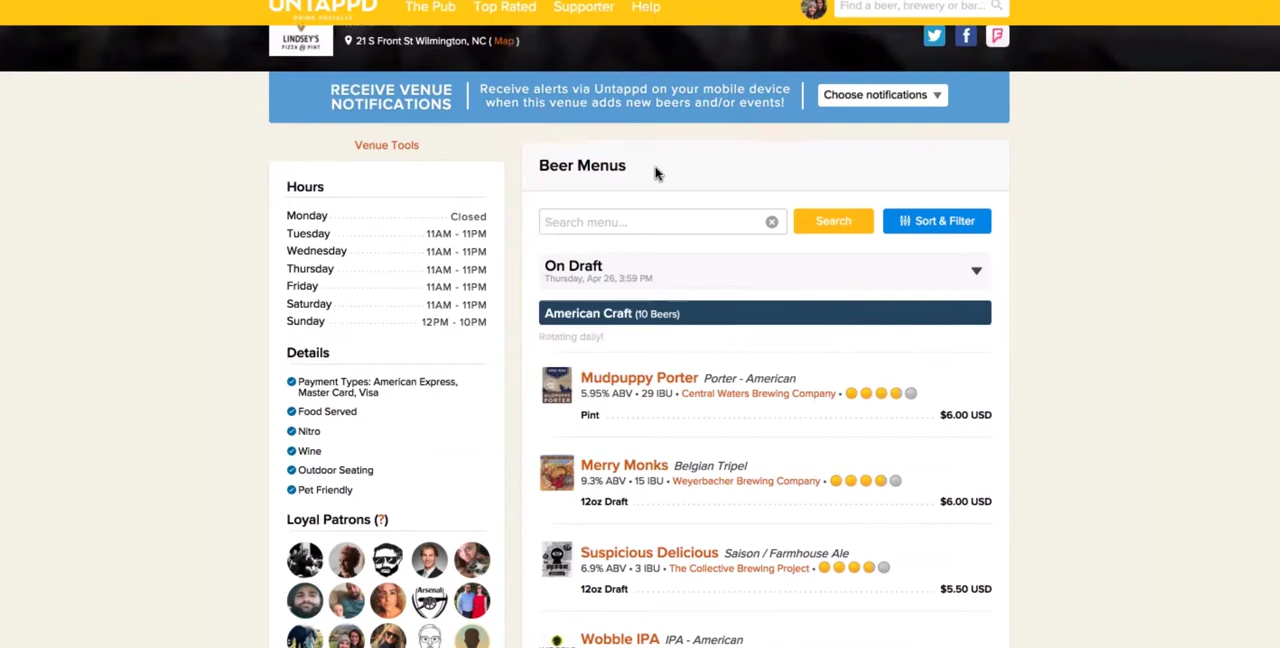 UNTAPPD
DRINK SOCIALLY
The Pub
Top Rated
Supporter
Help
Find a beer, brewery or bar...
LINDSEY'S
PIZZA & PINT
21 S Front St Wilmington, NC ( Map )
RECEIVE VENUE
NOTIFICATIONS
Receive alerts via Untappd on your mobile device
when this venue adds new beers and/or events!
Choose notifications
Venue Tools
Hours
Monday Closed
Tuesday 11AM - 11PM
Wednesday 11AM - 11PM
Thursday 11AM - 11PM
Friday 11AM - 11PM
Saturday 11AM - 11PM
Sunday 12PM - 10PM
Details
Payment Types: American Express,
Master Card, Visa
Food Served
Nitro
Wine
Outdoor Seating
Pet Friendly
Loyal Patrons (?)
Arsenal
Beer Menus
Search menu...
Search
Sort & Filter
On Draft
Thursday, Apr 26, 3:59 PM
American Craft (10 Beers)
Rotating daily!
MUDPUPPY
PORTER
Mudpuppy Porter Porter - American
5.95% ABV • 29 IBU • Central Waters Brewing Company •
Pint $6.00 USD
Merry Monks Belgian Tripel
9.3% ABV • 15 IBU • Weyerbacher Brewing Company •
12oz Draft $6.00 USD
Suspicious Delicious Saison / Farmhouse Ale
6.9% ABV • 3 IBU • The Collective Brewing Project •
12oz Draft $5.50 USD
Wobble IPA IPA - American